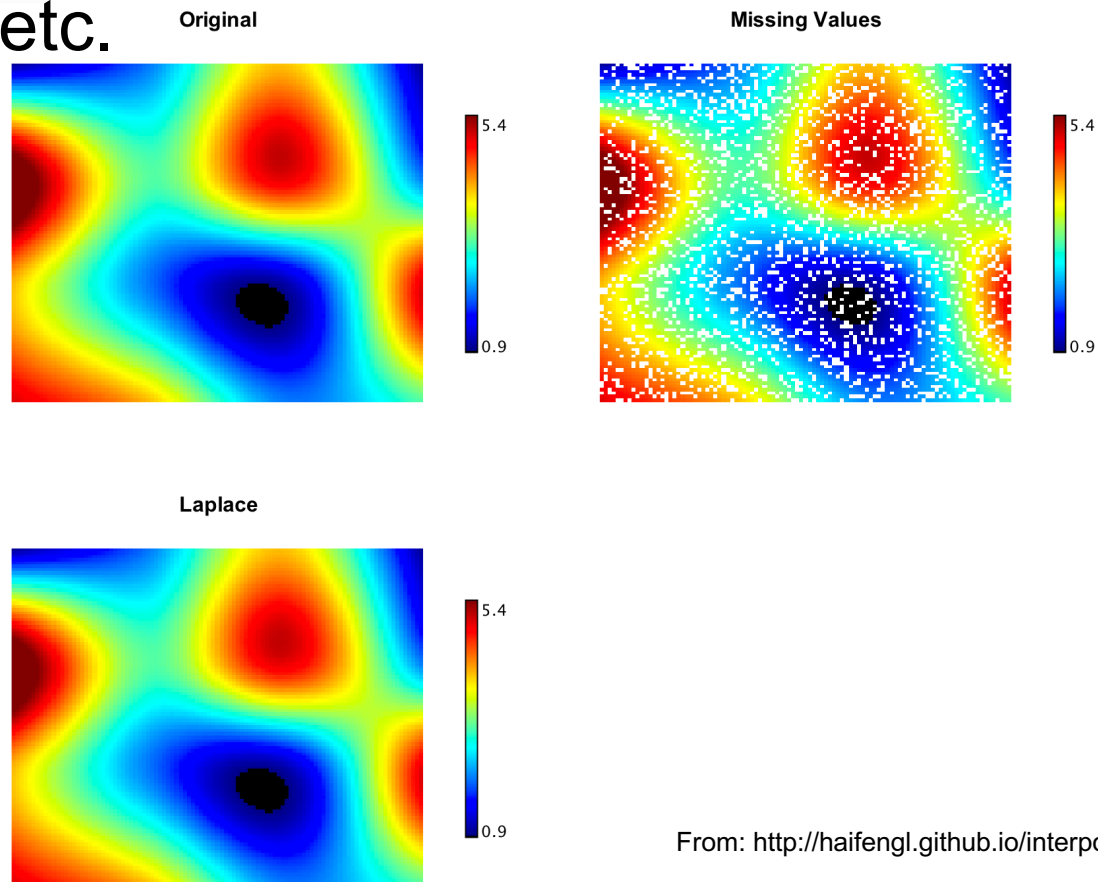 etc.
Original
Missing Values
5.4
0.9
5.4
0.9
Laplace
5.4
0.9
From: http://haifengl.github.io/interpo